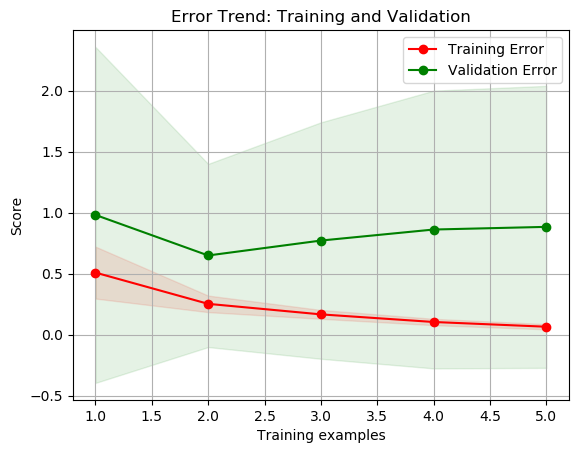 Error Trend: Training and Validation
Training Error
Validation Error
2.0
1.5
1.0
0.5
0.0
−0.5
Score
1.0 1.5 2.0 2.5 3.0 3.5 4.0 4.5 5.0
Training examples